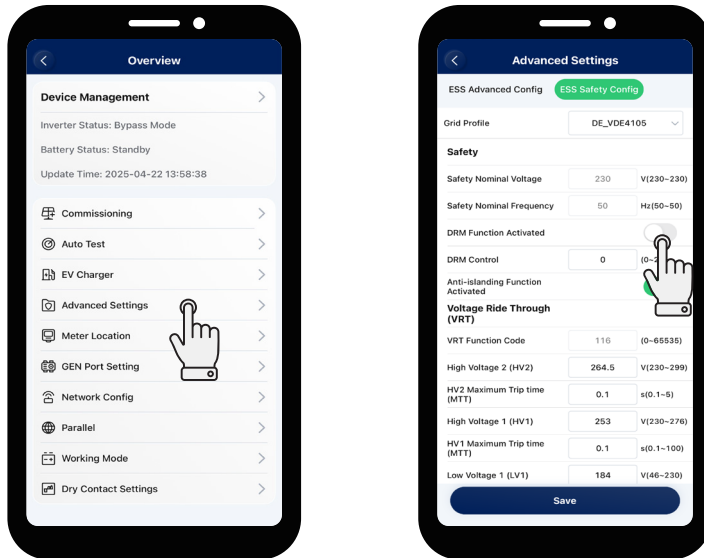 Overview
Device Management
Inverter Status: Bypass Mode
Battery Status: Standby
Update Time: 2025-04-22 13:58:38
Commissioning
Auto Test
EV Charger
Advanced Settings
Meter Location
GEN Port Setting
Network Config
Parallel
Working Mode
Dry Contact Settings
Advanced Settings
ESS Advanced Config ESS Safety Config
Grid Profile DE_VDE4105
Safety
Safety Nominal Voltage 230 V(230~230)
Safety Nominal Frequency 50 Hz(50~50)
DRM Function Activated
DRM Control 0
Anti-islanding Function
Activated
Voltage Ride Through
(VRT)
VRT Function Code 116 (0~65535)
High Voltage 2 (HV2) 264.5 V(230~299)
HV2 Maximum Trip time
(MTT) 0.1 s(0.1~5)
High Voltage 1 (HV1) 253 V(230~276)
HV1 Maximum Trip time
(MTT) 0.1 s(0.1~100)
Low Voltage 1 (LV1) 184 V(46~230)
Save